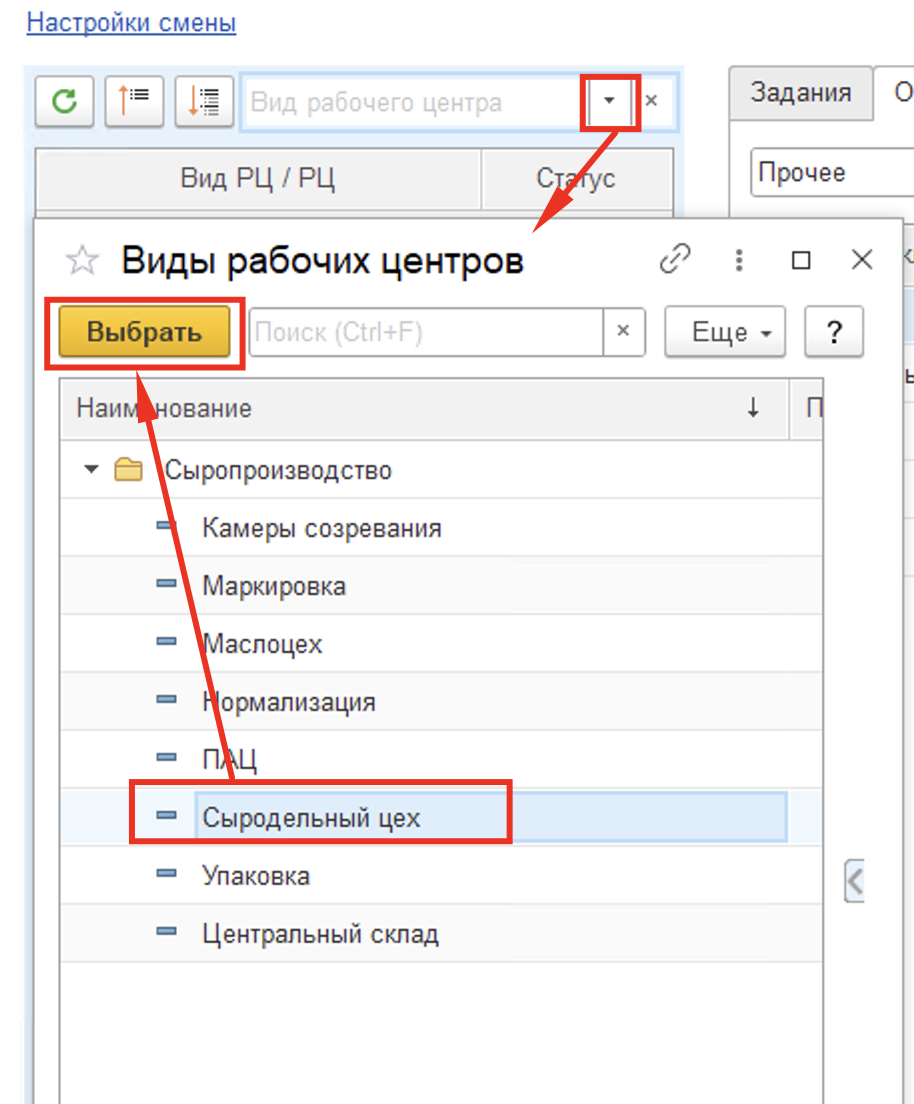 Настройки смены
Вид рабочего центра
Задания
О
Вид РЦ / РЦ Статус
Прочее
Виды рабочих центров
Выбрать Поиск (Ctrl+F) × Еще ?
Наименование ↓ П
Сыропроизводство
Камеры созревания
Маркировка
Маслоцех
Нормализация
ПАЦ
Сыродельный цех
Упаковка
Центральный склад